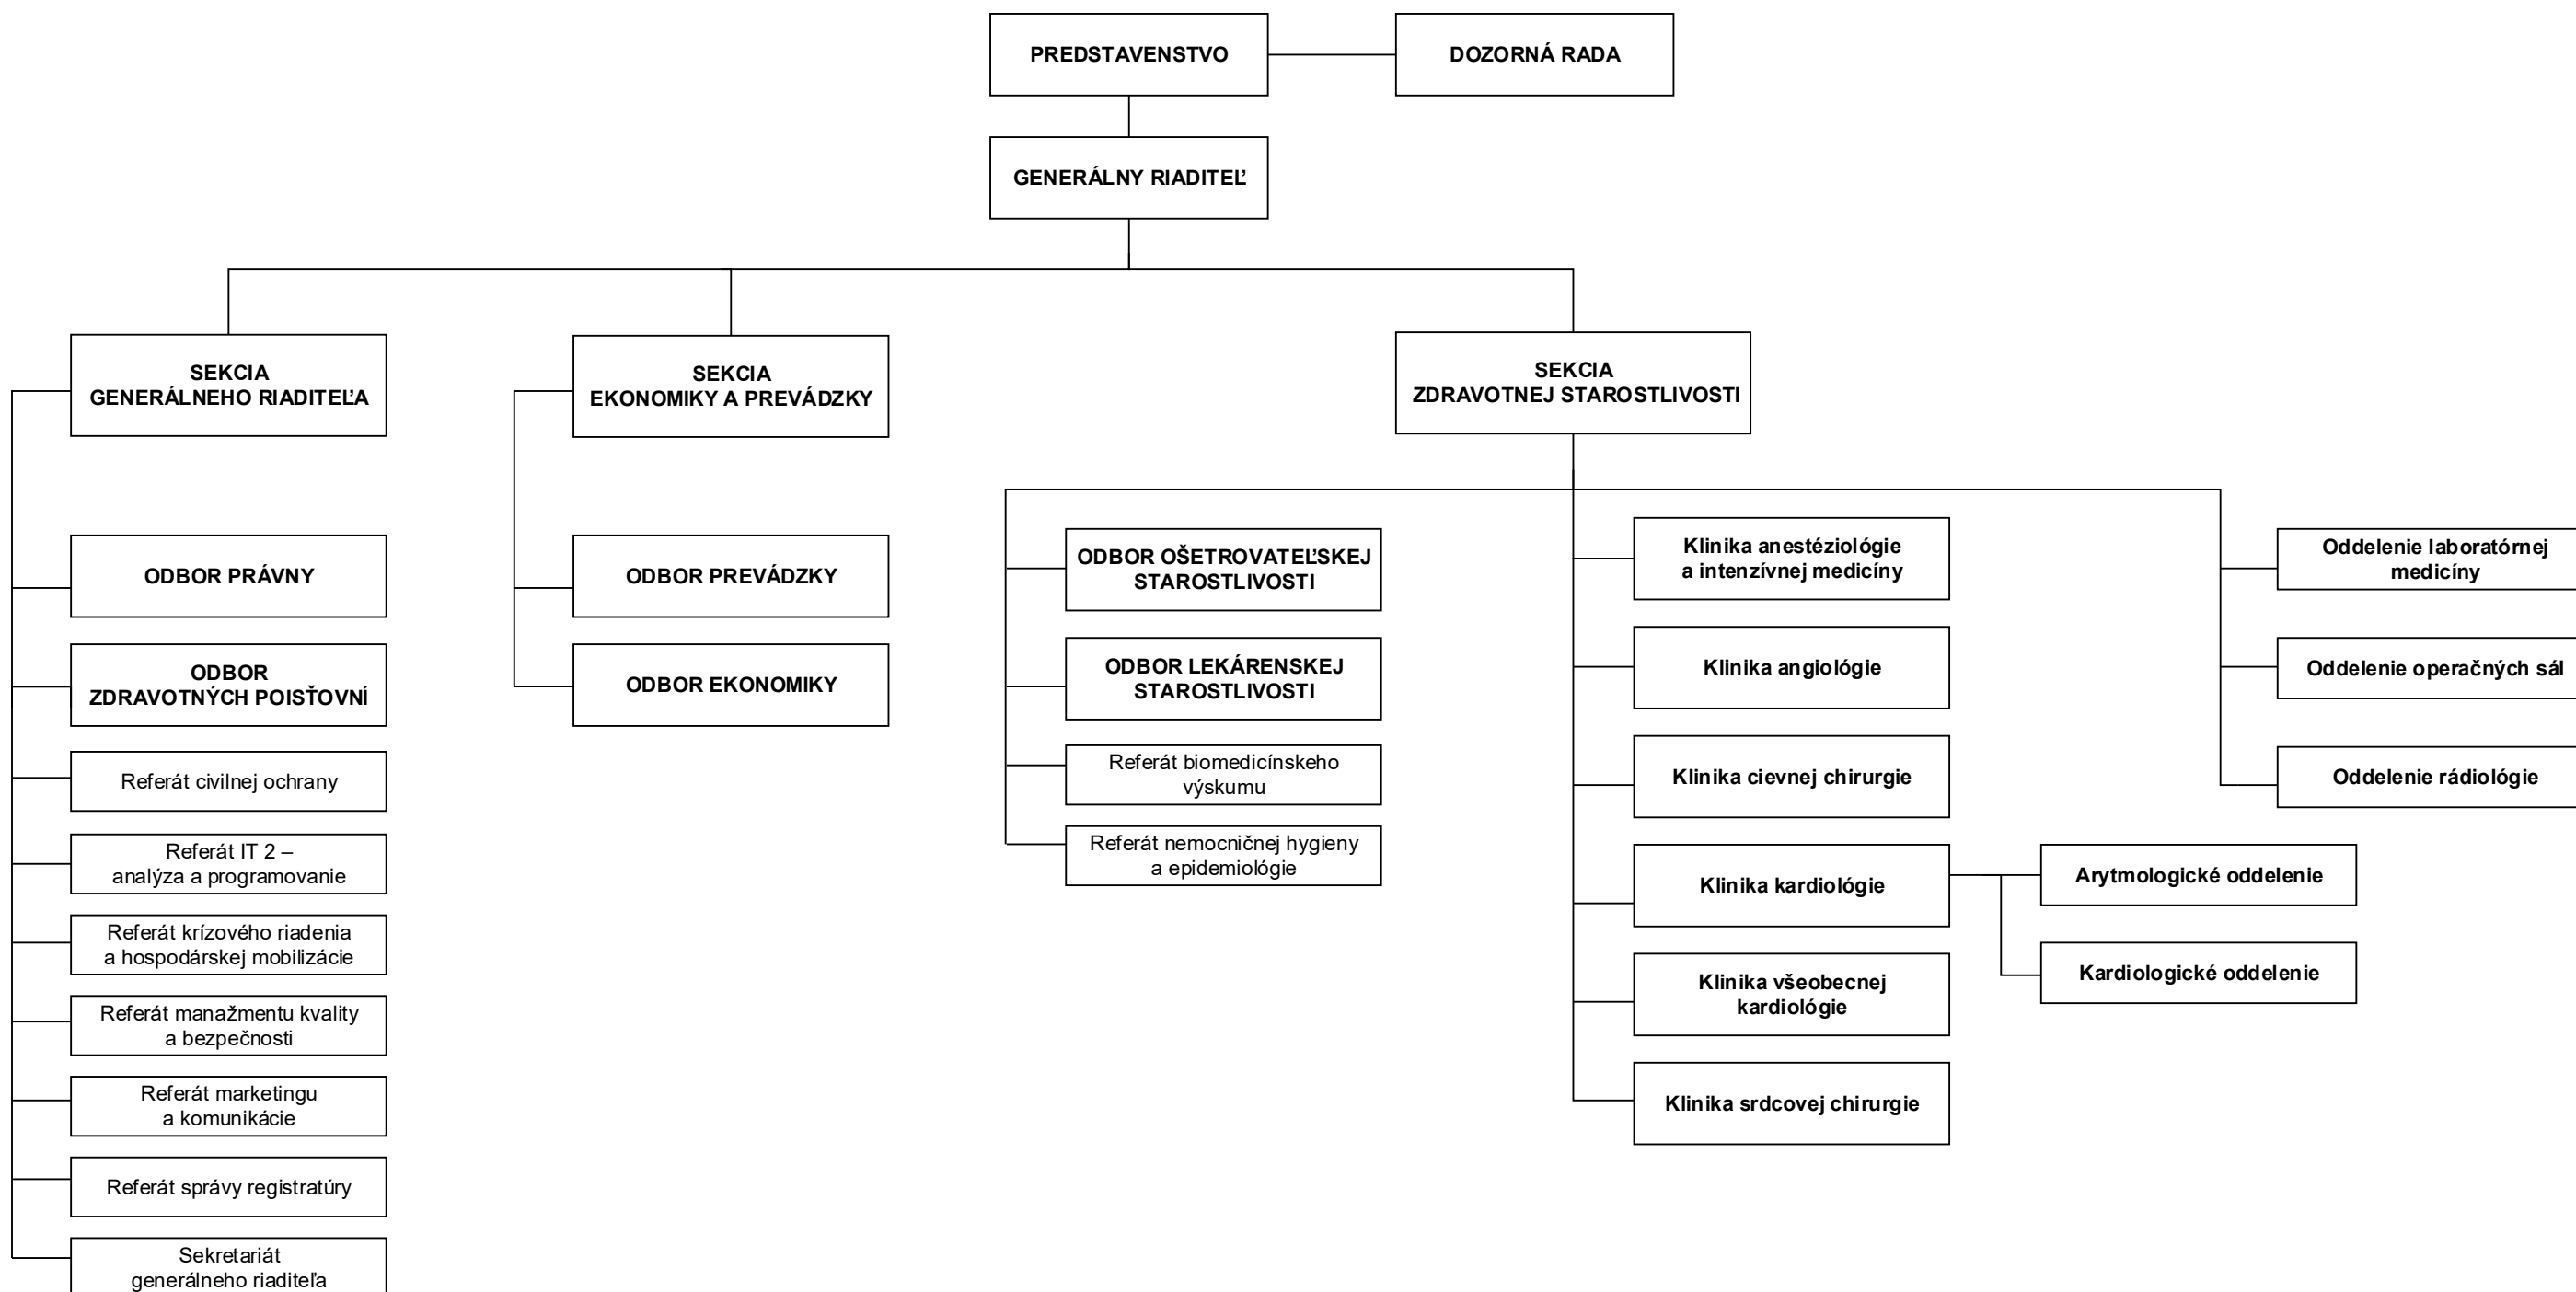 PREDSTAVENSTVO
DOZORNÁ RADA
GENERÁLNY RIADITEĽ
SEKCIA
GENERÁLNEHO RIADITEĽA
SEKCIA
EKONOMIKY A PREVÁDZKY
SEKCIA
ZDRAVOTNEJ STAROSTLIVOSTI
ODBOR PRÁVNY
ODBOR
ZDRAVOTNÝCH POISŤOVNÍ
Referát civilnej ochrany
Referát IT 2 –
analýza a programovanie
Referát krízového riadenia
a hospodárskej mobilizácie
Referát manažmentu kvality
a bezpečnosti
Referát marketingu
a komunikácie
Referát správy registratúry
Sekretariát
generálneho riaditeľa
ODBOR PREVÁDZKY
ODBOR EKONOMIKY
ODBOR OŠETROVATEĽSKEJ
STAROSTLIVOSTI
ODBOR LEKÁRENSKEJ
STAROSTLIVOSTI
Referát biomedicínskeho
výskumu
Referát nemocničnej hygieny
a epidemiológie
Klinika anestéziológie
a intenzívnej medicíny
Klinika angiológie
Klinika cievnej chirurgie
Klinika kardiológie
Klinika všeobecnej
kardiológie
Klinika srdcovej chirurgie
Arytmologické oddelenie
Kardiologické oddelenie
Oddelenie laboratórnej
medicíny
Oddelenie operačných sál
Oddelenie rádiológie